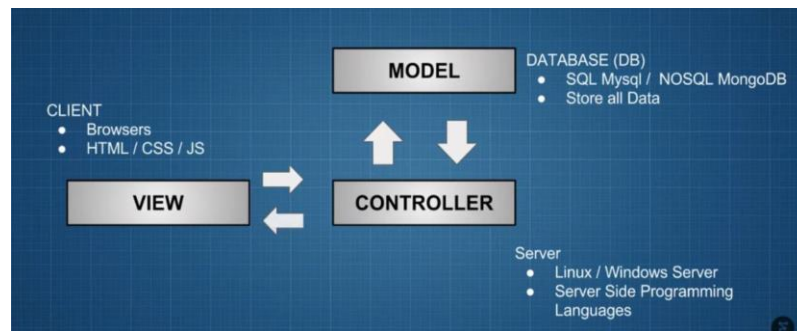 MODEL
DATABASE (DB)
● SQL Mysql / NOSQL MongoDB
● Store all Data
CLIENT
● Browsers
● HTML / CSS / JS
VIEW
CONTROLLER
Server
● Linux / Windows Server
● Server Side Programming
Languages